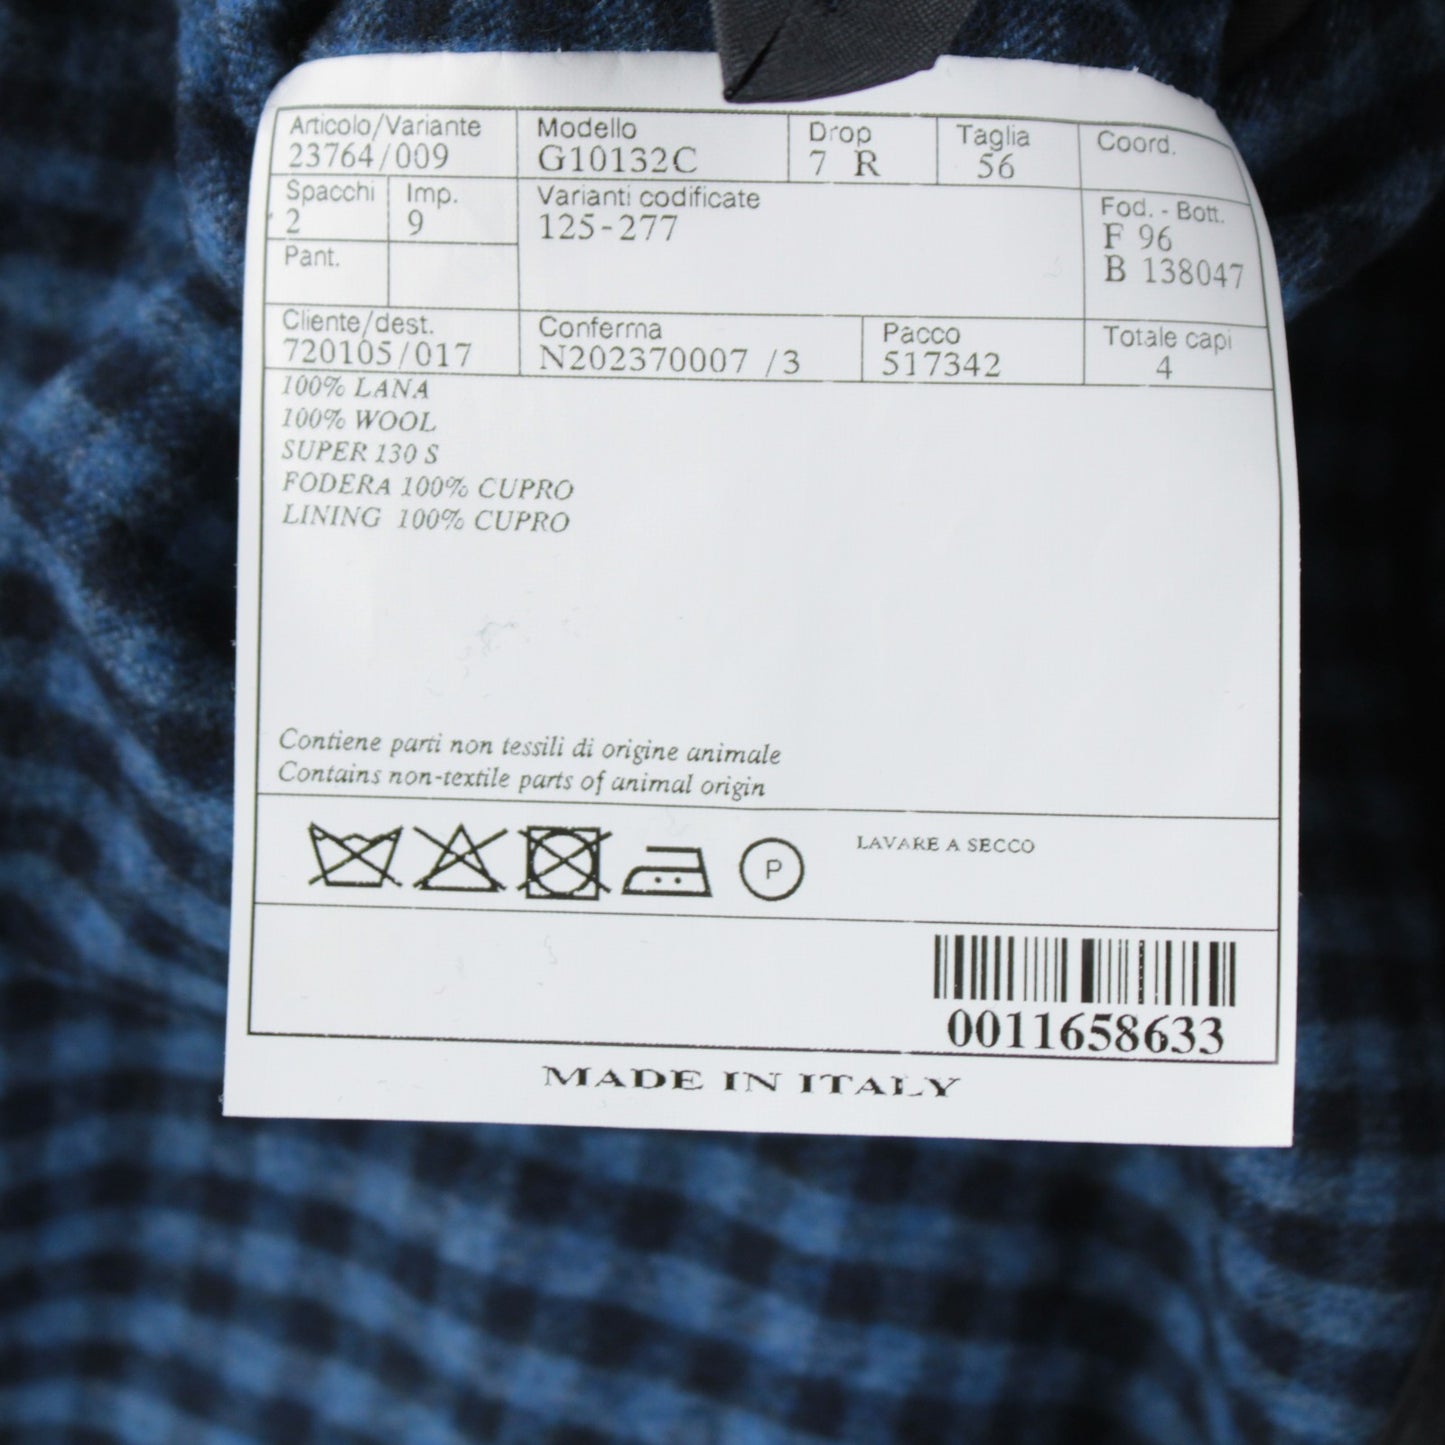 Articolo/Variante Modello Drop Taglia Coord.
23764/009 G10132C 7 R 56
Spacchi Imp. Varianti codificate Fod. - Bott.
2 9 125-277 F 96
Pant. B 138047
Cliente/dest. Conferma Pacco Totale capi
720105/017 N202370007 /3 517342 4
100% LANA
100% WOOL
SUPER 130 S
FODERA 100% CUPRO
LINING 100% CUPRO
Contiene parti non tessili di origine animale
Contains non-textile parts of animal origin
P LAVARE A SECCO
0011658633
MADE IN ITALY